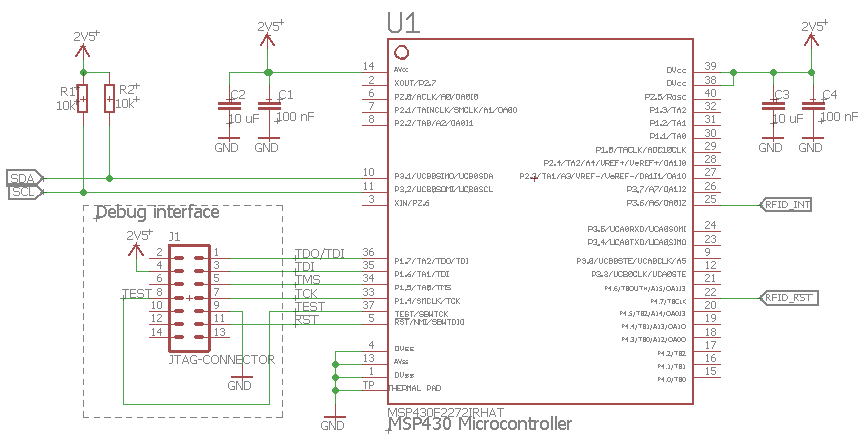 U1
2V5
2V5
2V5
R1
10k
R2
10k
C2
10 uF
C1
100 nF
GND
GND
14 AVcc
2 XOUT/P2.7
6 P2.0/ACLK/A0/OA0I0
7 P2.1/TAINCLK/SMCLK/A1/OA0O
8 P2.2/TA0/A2/OA0I1
DVcc 39
DVcc 38
P2.5/Rosc 40
P1.3/TA2 32
P1.2/TA1 31
P1.1/TA0 30
P1.0/TACLK/ADC10CLK 29
P2.4/TA2/A4/VREF+/VeREF+/OA1I0 28
P2.3/TA1/A3/VREF-/VeREF-/OA1I1/OA1O 27
P3.7/A7/OA1I2 26
P3.6/A6/OA0I2 25
C3
10 uF
C4
100 nF
GND
GND
SDA
SCL
10 P3.1/UCB0SIMO/UCB0SDA
11 P3.2/UCB0SOMI/UCB0SCL
3 XIN/P2.6
RFID_INT
P3.5/UCA0RXD/UCA0SOMI 24
P3.4/UCA0TXD/UCA0SIMO 23
P3.0/UCB0STE/UCA0CLK/A5 9
P3.3/UCB0CLK/UCA0STE 12
P4.6/TBOUTH/A15/OA1I3 21
P4.7/TBCLK 22
P4.5/TB2/A14/OA0I3 20
P4.4/TB1/A13/OA1O 19
P4.3/TB0/A12/OA0O 18
P4.2/TB2 17
P4.1/TB1 16
P4.0/TB0 15
RFID_RST
Debug interface
2V5
J1
2 1
4 3
6 5
8 7
10 9
12 11
14 13
TEST
JTAG-CONNECTOR
GND
TDO/TDI 36 P1.7/TA2/TDO/TDI
TDI 35 P1.6/TA1/TDI
TMS 34 P1.5/TA0/TMS
TCK 33 P1.4/SMCLK/TCK
TEST 37 TEST/SBWTCK
RST 5 RST/NMI/SBWTDIO
4 DVss
13 AVss
1 DVss
TP THERMAL PAD
GND
MSP430F2272IRHAT
MSP430 Microcontroller